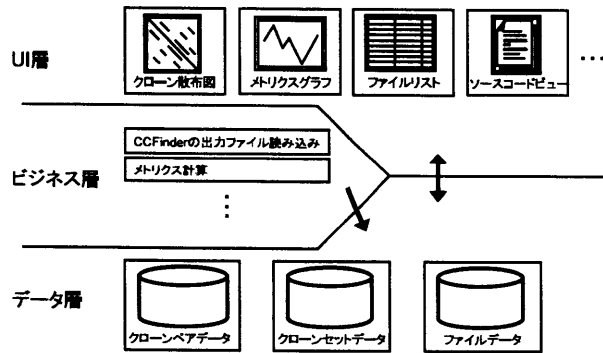 UI層
クローン散布図
メトリクスグラフ
ファイルリスト
ソースコードビュー
…
ビジネス層
CCFinderの出力ファイル読み込み
メトリクス計算
⋮
データ層
クローンペアデータ
クローンセットデータ
ファイルデータ